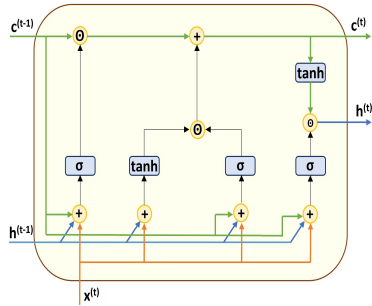 c(t-1) ʘ + c(t)
tanh
ʘ ʘ h(t)
σ tanh σ σ
+ + + +
h(t-1)
x(t)